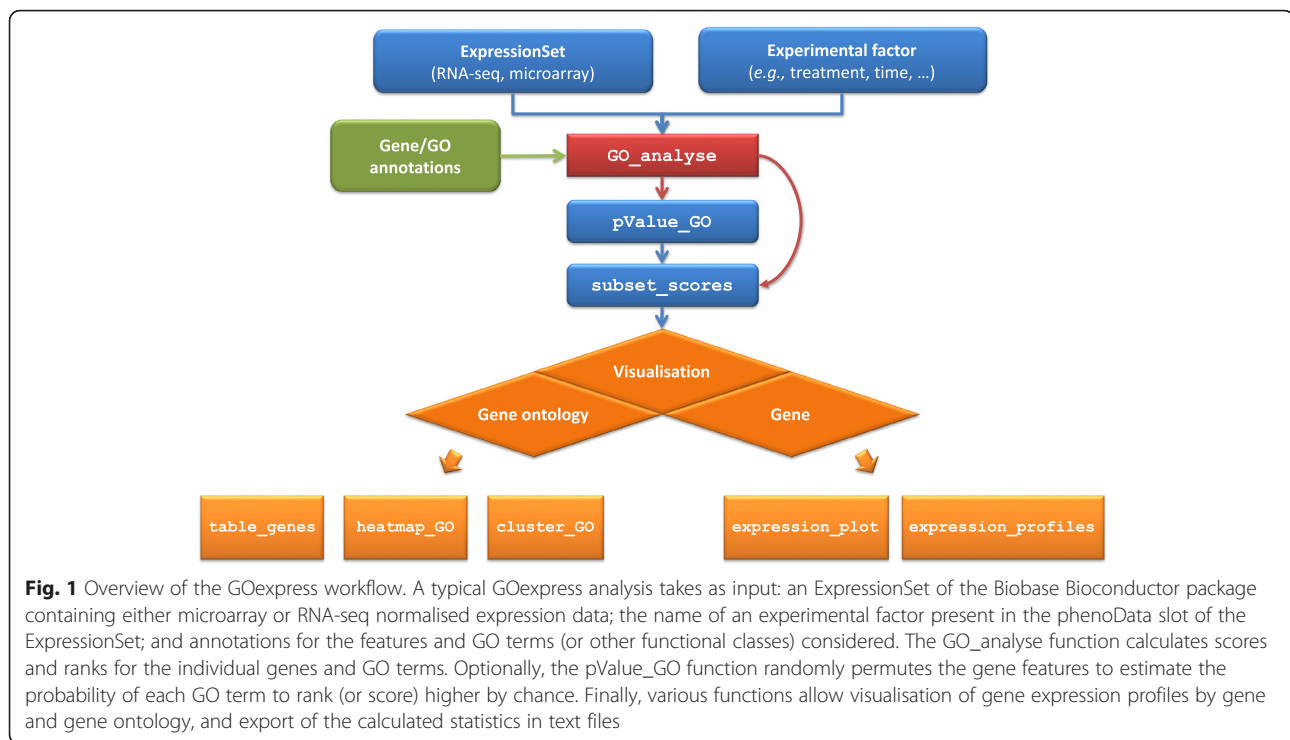 ExpressionSet
(RNA-seq, microarray)
Experimental factor
(e.g., treatment, time, ...)
Gene/GO
annotations
GO_analyse
pValue_GO
subset_scores
Visualisation
Gene ontology
Gene
table_genes
heatmap_GO
cluster_GO
expression_plot
expression_profiles
Fig. 1 Overview of the GOexpress workflow. A typical GOexpress analysis takes as input: an ExpressionSet of the Biobase Bioconductor package
containing either microarray or RNA-seq normalised expression data; the name of an experimental factor present in the phenoData slot of the
ExpressionSet; and annotations for the features and GO terms (or other functional classes) considered. The GO_analyse function calculates scores
and ranks for the individual genes and GO terms. Optionally, the pValue_GO function randomly permutes the gene features to estimate the
probability of each GO term to rank (or score) higher by chance. Finally, various functions allow visualisation of gene expression profiles by gene
and gene ontology, and export of the calculated statistics in text files